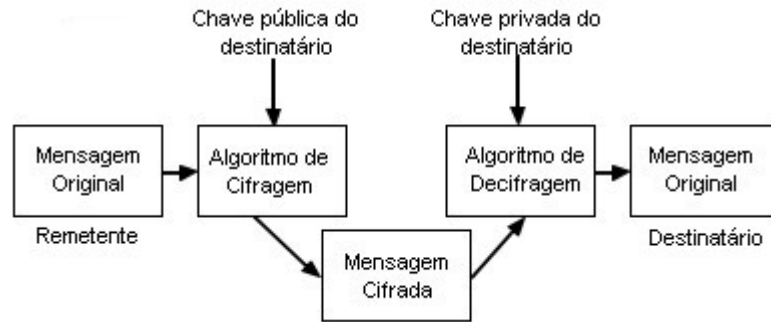 Chave pública do
destinatário
Chave privada do
destinatário
Mensagem
Original
Algoritmo de
Cifragem
Algoritmo de
Decifragem
Mensagem
Original
Remetente
Destinatário
Mensagem
Cifrada